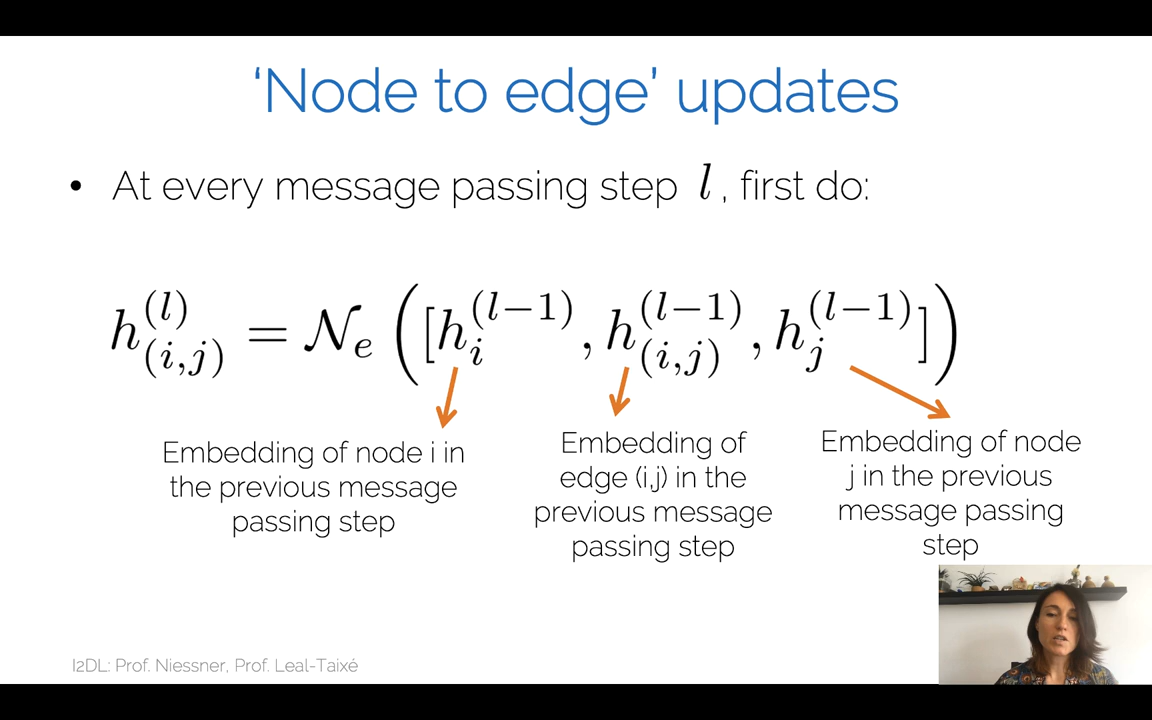 ‘Node to edge’ updates
• At every message passing step l, first do:
h_{(i,j)}^{(l)} = \mathcal{N}_e ( [ h_i^{(l-1)}, h_{(i,j)}^{(l-1)}, h_j^{(l-1)} ] )
Embedding of node i in
the previous message
passing step
Embedding of
edge (i,j) in the
previous message
passing step
Embedding of node
j in the previous
message passing
step
I2DL: Prof. Niessner, Prof. Leal-Taixé